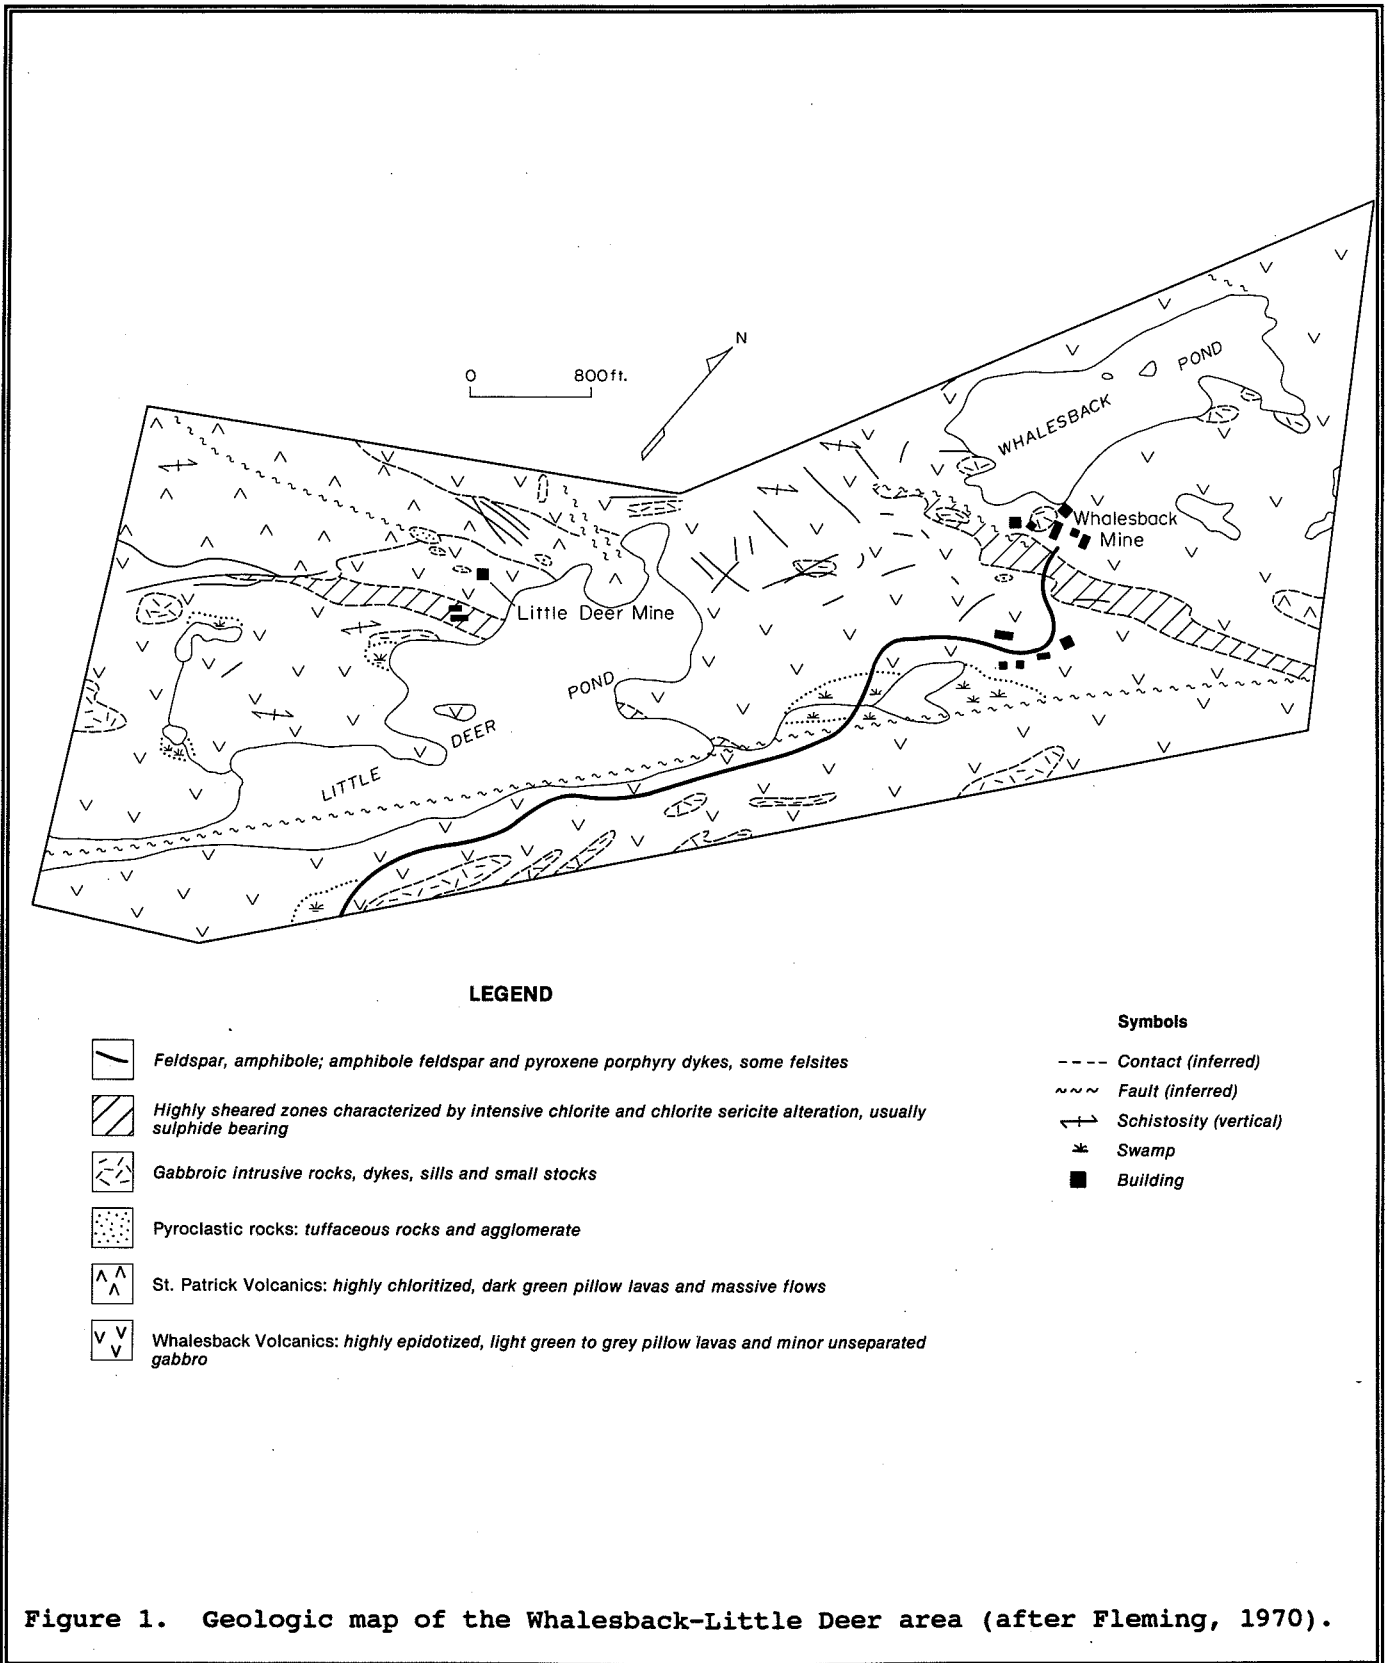 N
0 800ft.
WHALESBACK POND
Whalesback
Mine
Little Deer Mine
LITTLE DEER POND
LEGEND
Feldspar, amphibole; amphibole feldspar and pyroxene porphyry dykes, some felsites
Highly sheared zones characterized by intensive chlorite and chlorite sericite alteration, usually
sulphide bearing
Gabbroic intrusive rocks, dykes, sills and small stocks
Pyroclastic rocks: tuffaceous rocks and agglomerate
St. Patrick Volcanics: highly chloritized, dark green pillow lavas and massive flows
Whalesback Volcanics: highly epidotized, light green to grey pillow lavas and minor unseparated
gabbro
Symbols
Contact (inferred)
Fault (inferred)
Schistosity (vertical)
Swamp
Building
Figure 1. Geologic map of the Whalesback-Little Deer area (after Fleming, 1970).